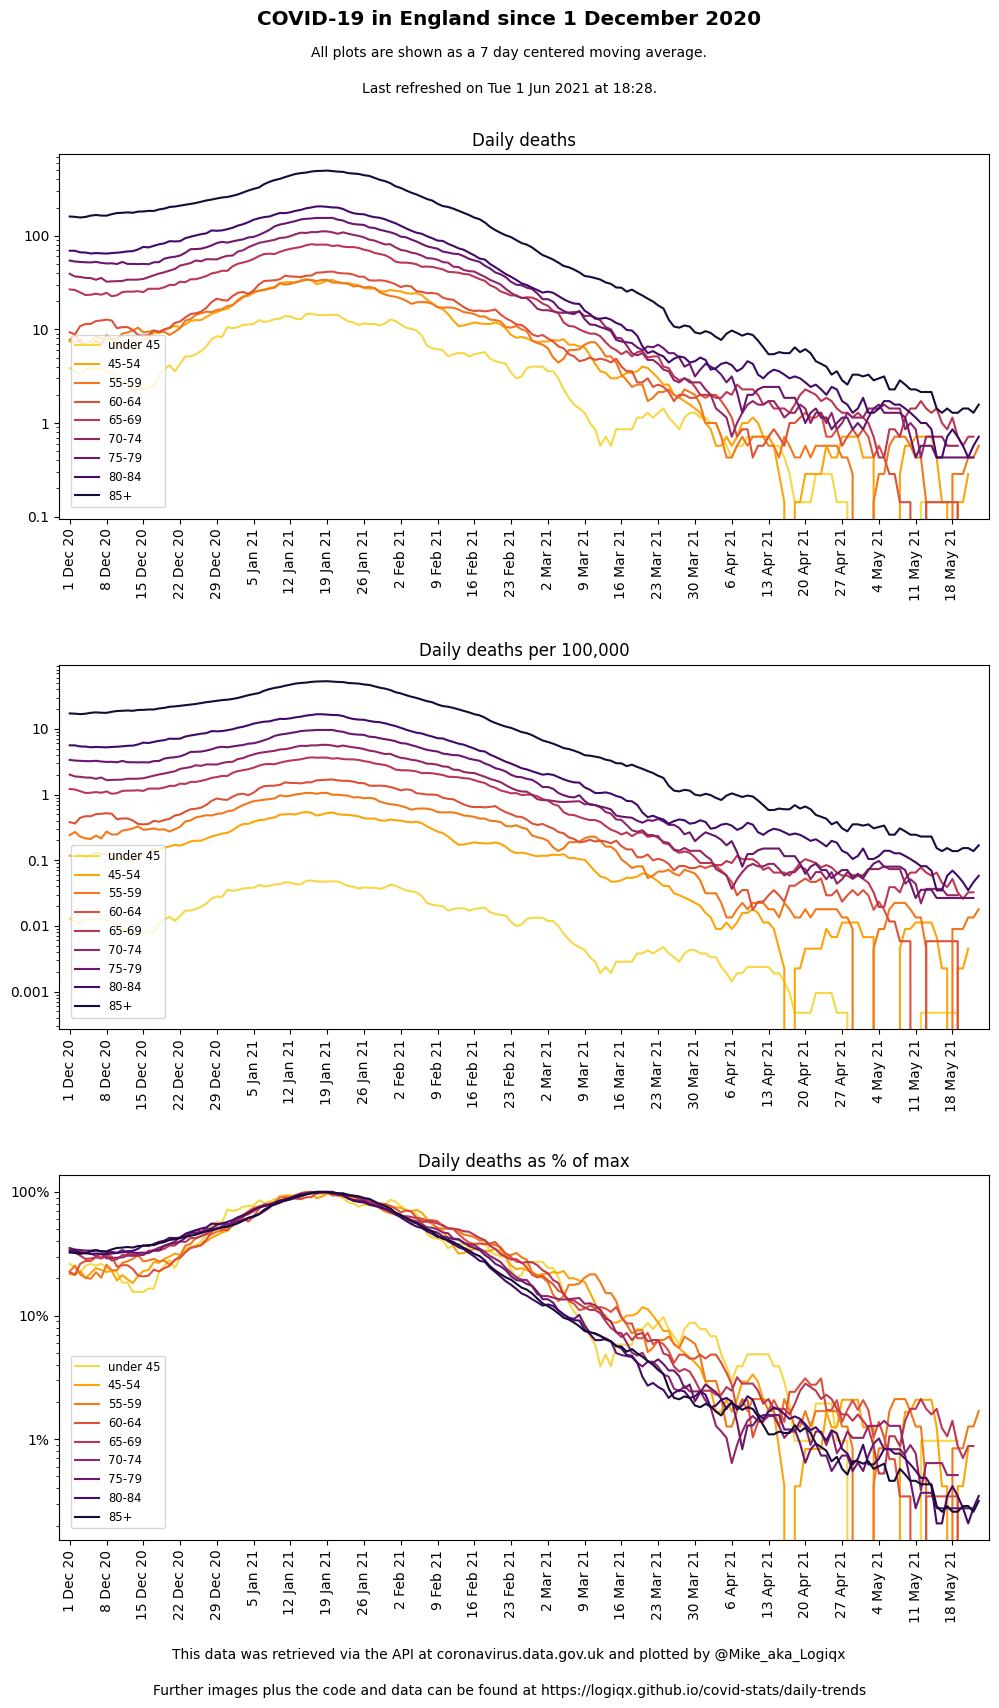 COVID-19 in England since 1 December 2020
All plots are shown as a 7 day centered moving average.
Last refreshed on Tue 1 Jun 2021 at 18:28.
Daily deaths
100
10
1
0.1
under 45
45-54
55-59
60-64
65-69
70-74
75-79
80-84
85+
1 Dec 20
8 Dec 20
15 Dec 20
22 Dec 20
29 Dec 20
5 Jan 21
12 Jan 21
19 Jan 21
26 Jan 21
2 Feb 21
9 Feb 21
16 Feb 21
23 Feb 21
2 Mar 21
9 Mar 21
16 Mar 21
23 Mar 21
30 Mar 21
6 Apr 21
13 Apr 21
20 Apr 21
27 Apr 21
4 May 21
11 May 21
18 May 21
Daily deaths per 100,000
10
1
0.1
0.01
0.001
under 45
45-54
55-59
60-64
65-69
70-74
75-79
80-84
85+
1 Dec 20
8 Dec 20
15 Dec 20
22 Dec 20
29 Dec 20
5 Jan 21
12 Jan 21
19 Jan 21
26 Jan 21
2 Feb 21
9 Feb 21
16 Feb 21
23 Feb 21
2 Mar 21
9 Mar 21
16 Mar 21
23 Mar 21
30 Mar 21
6 Apr 21
13 Apr 21
20 Apr 21
27 Apr 21
4 May 21
11 May 21
18 May 21
Daily deaths as % of max
100%
10%
1%
under 45
45-54
55-59
60-64
65-69
70-74
75-79
80-84
85+
1 Dec 20
8 Dec 20
15 Dec 20
22 Dec 20
29 Dec 20
5 Jan 21
12 Jan 21
19 Jan 21
26 Jan 21
2 Feb 21
9 Feb 21
16 Feb 21
23 Feb 21
2 Mar 21
9 Mar 21
16 Mar 21
23 Mar 21
30 Mar 21
6 Apr 21
13 Apr 21
20 Apr 21
27 Apr 21
4 May 21
11 May 21
18 May 21
This data was retrieved via the API at coronavirus.data.gov.uk and plotted by @Mike_aka_Logiqx
Further images plus the code and data can be found at https://logiqx.github.io/covid-stats/daily-trends